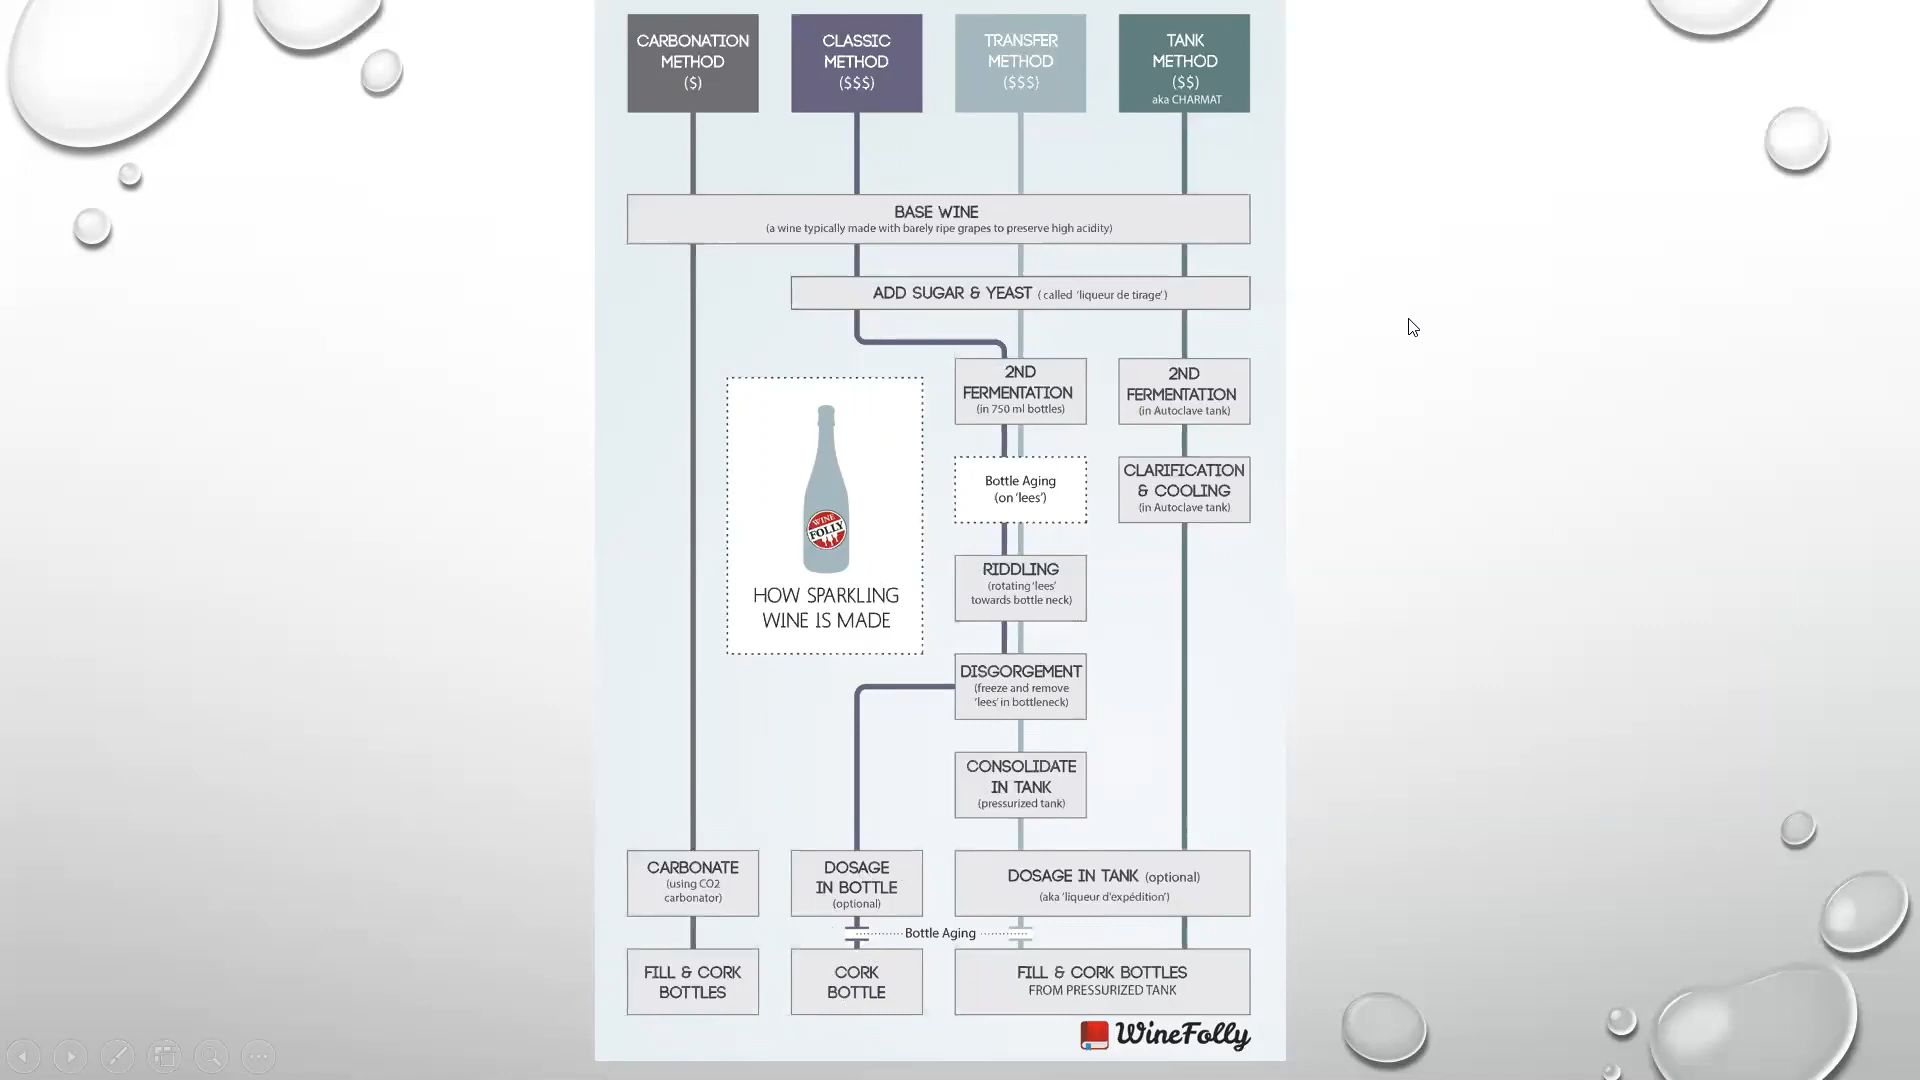 CARBONATION
METHOD
($)
CLASSIC
METHOD
($$$)
TRANSFER
METHOD
($$$)
TANK
METHOD
($$)
aka CHARMAT
BASE WINE
(a wine typically made with barely ripe grapes to preserve high acidity)
ADD SUGAR & YEAST (called 'liqueur de tirage')
2ND
FERMENTATION
(in 750 ml bottles)
2ND
FERMENTATION
(in Autoclave tank)
Bottle Aging
(on 'lees')
CLARIFICATION
& COOLING
(in Autoclave tank)
WINE
FOLLY
HOW SPARKLING
WINE IS MADE
RIDDLING
(rotating 'lees'
towards bottle neck)
DISGORGEMENT
(freeze and remove
'lees' in bottleneck)
CONSOLIDATE
IN TANK
(pressurized tank)
CARBONATE
(using CO2
carbonator)
DOSAGE
IN BOTTLE
(optional)
DOSAGE IN TANK (optional)
(aka 'liqueur d'expédition')
Bottle Aging
FILL & CORK
BOTTLES
CORK
BOTTLE
FILL & CORK BOTTLES
FROM PRESSURIZED TANK
WineFolly